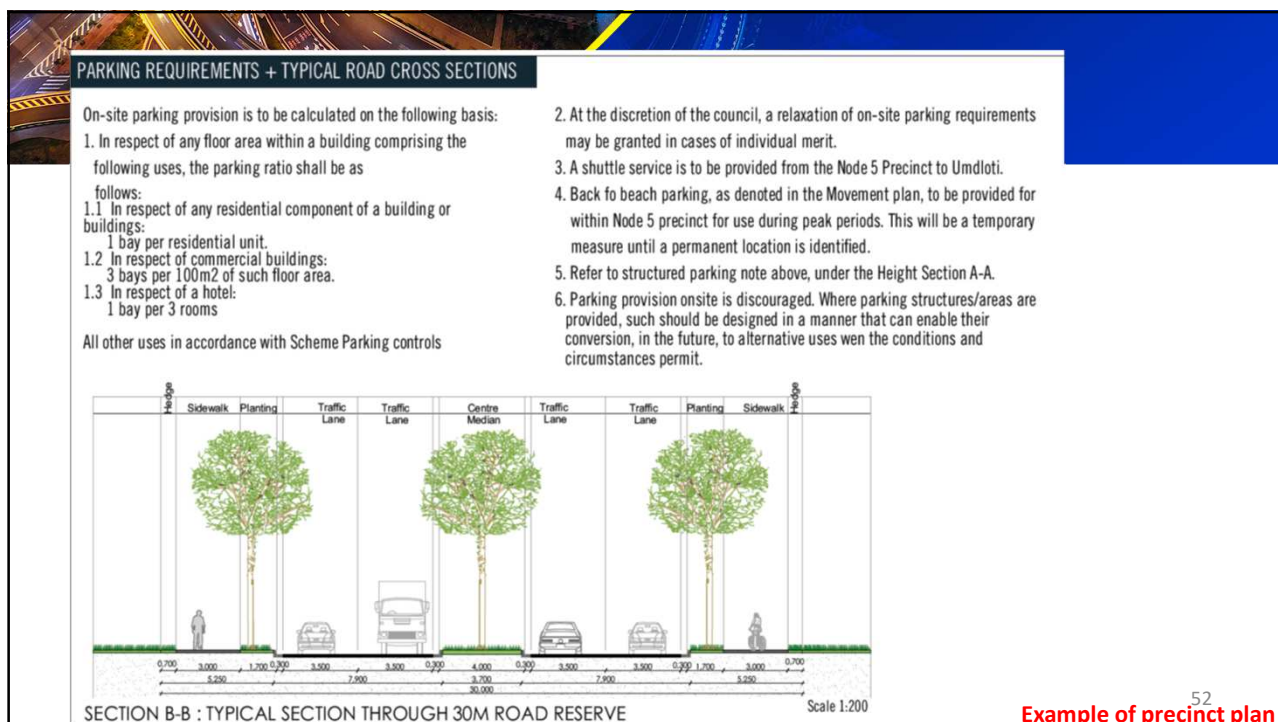 PARKING REQUIREMENTS + TYPICAL ROAD CROSS SECTIONS
On-site parking provision is to be calculated on the following basis:
1. In respect of any floor area within a building comprising the
following uses, the parking ratio shall be as
follows:
1.1 In respect of any residential component of a building or
buildings:
1 bay per residential unit.
1.2 In respect of commercial buildings:
3 bays per 100m2 of such floor area.
1.3 In respect of a hotel:
1 bay per 3 rooms
All other uses in accordance with Scheme Parking controls
2. At the discretion of the council, a relaxation of on-site parking requirements
may be granted in cases of individual merit.
3. A shuttle service is to be provided from the Node 5 Precinct to Umdloti.
4. Back fo beach parking, as denoted in the Movement plan, to be provided for
within Node 5 precinct for use during peak periods. This will be a temporary
measure until a permanent location is identified.
5. Refer to structured parking note above, under the Height Section A-A.
6. Parking provision onsite is discouraged. Where parking structures/areas are
provided, such should be designed in a manner that can enable their
conversion, in the future, to alternative uses wen the conditions and
circumstances permit.
Hedge Sidewalk Planting Traffic Lane Traffic Lane Centre Median Traffic Lane Traffic Lane Planting Sidewalk Hedge
0.700 3.000 1.700 0.300 3.500 3.500 0.300 4.000 0.300 3.500 3.500 0.300 1.700 3.000 0.700
5.250 7.900 3.700 7.900 5.250
30.000
SECTION B-B : TYPICAL SECTION THROUGH 30M ROAD RESERVE
Scale 1:200
52
Example of precinct plan